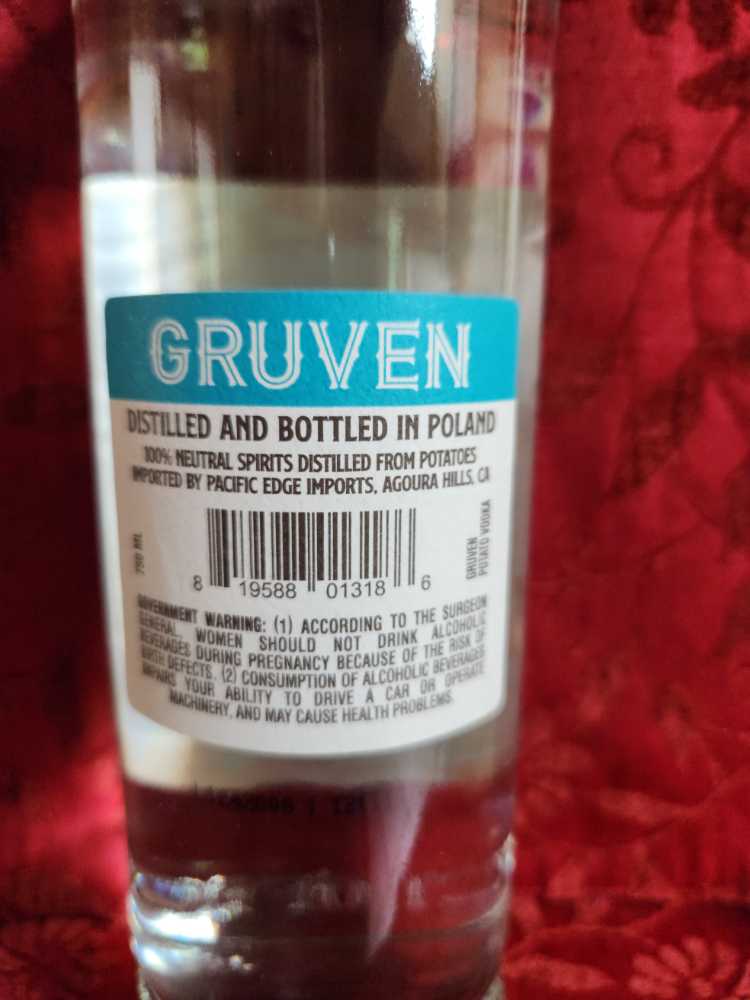 GRUVEN
DISTILLED AND BOTTLED IN POLAND
100% NEUTRAL SPIRITS DISTILLED FROM POTATOES
IMPORTED BY PACIFIC EDGE IMPORTS, AGOURA HILLS, CA
750 ML
8 19588 01318 6
GRUVEN
POTATO VODKA
GOVERNMENT WARNING: (1) ACCORDING TO THE SURGEON
GENERAL, WOMEN SHOULD NOT DRINK ALCOHOLIC
BEVERAGES DURING PREGNANCY BECAUSE OF THE RISK OF
BIRTH DEFECTS. (2) CONSUMPTION OF ALCOHOLIC BEVERAGES
IMPAIRS YOUR ABILITY TO DRIVE A CAR OR OPERATE
MACHINERY, AND MAY CAUSE HEALTH PROBLEMS.